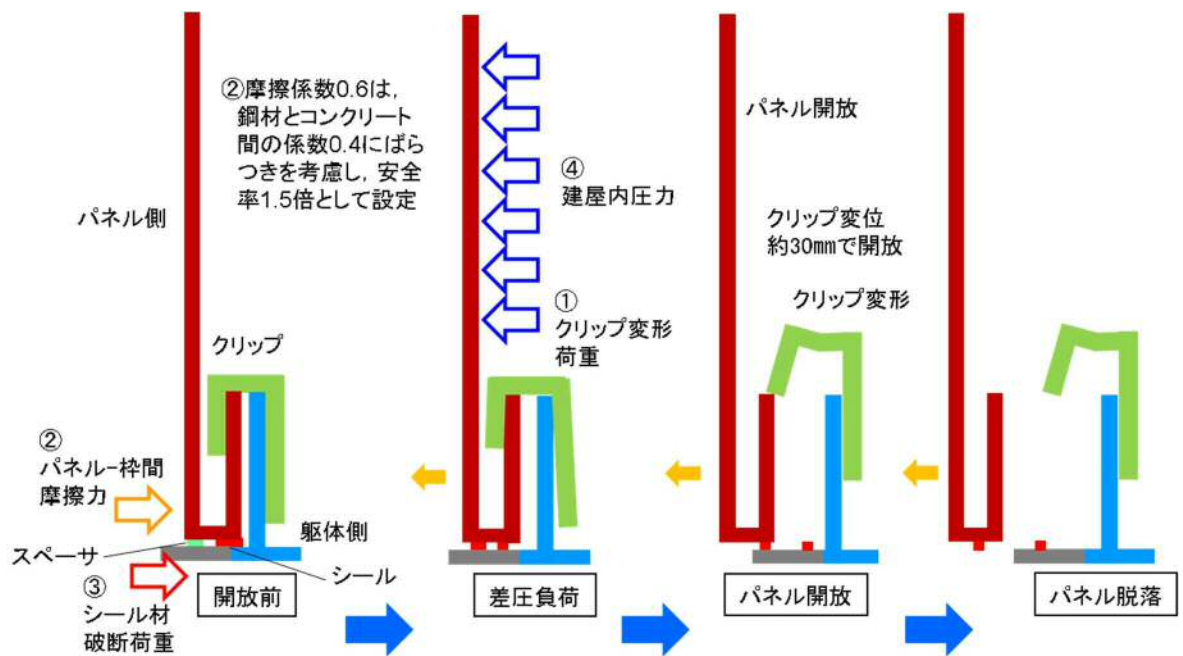 ②摩擦係数0.6は,
鋼材とコンクリート
間の係数0.4にばら
つきを考慮し, 安全
率1.5倍として設定
パネル側
クリップ
②
パネル-枠間
摩擦力
スペーサ
③
シール材
破断荷重
躯体側
シール
開放前
④
建屋内圧力
①
クリップ変形
荷重
差圧負荷
パネル開放
クリップ変位
約30mmで開放
クリップ変形
パネル開放
パネル脱落